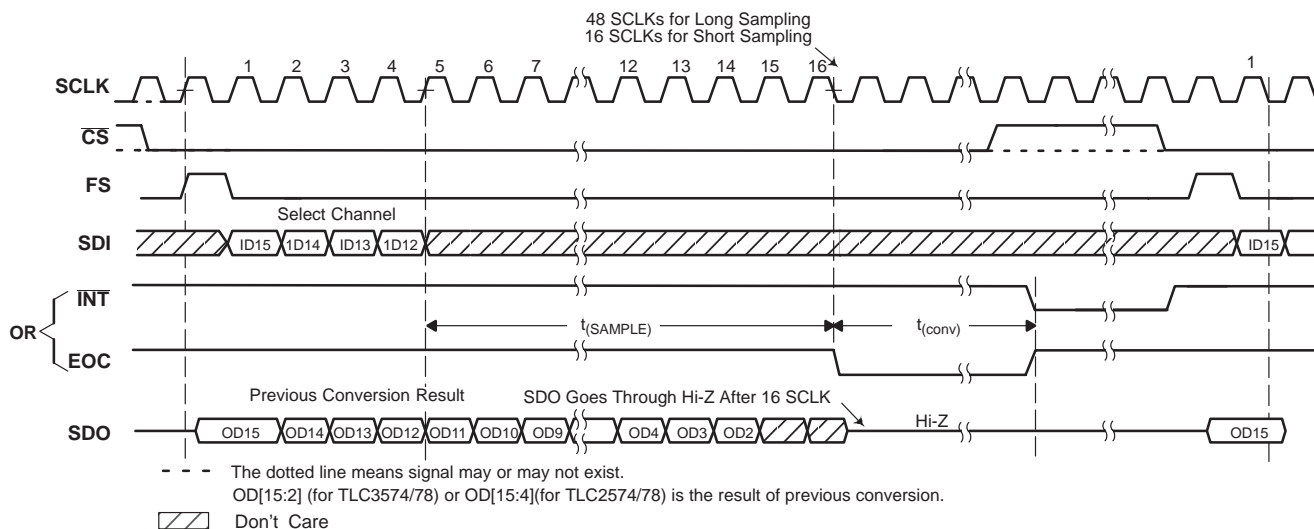 48 SCLKs for Long Sampling
16 SCLKs for Short Sampling
SCLK 1 2 3 4 5 6 7 12 13 14 15 16 1
CS
FS
Select Channel
SDI ID15 1D14 ID13 1D12 ID15
INT
OR
t(SAMPLE) t(conv)
EOC
Previous Conversion Result SDO Goes Through Hi-Z After 16 SCLK
SDO OD15 OD14 OD13 OD12 OD11 OD10 OD9 OD4 OD3 OD2 Hi-Z OD15
The dotted line means signal may or may not exist.
OD[15:2] (for TLC3574/78) or OD[15:4](for TLC2574/78) is the result of previous conversion.
Don't Care